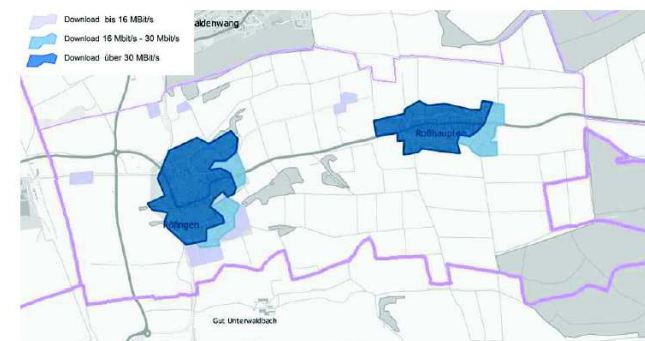 Download bis 16 MBit/s
Download 16 Mbit/s - 30 Mbit/s
Download über 30 MBit/s
aldenwang
Roßhaupten
Röfingen
Gut Unterwaldbach